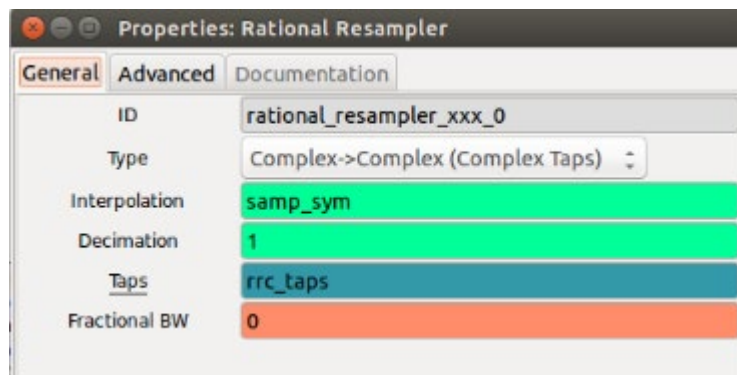 Properties: Rational Resampler
General Advanced Documentation
ID rational_resampler_xxx_0
Type Complex->Complex (Complex Taps)
Interpolation samp_sym
Decimation 1
Taps rrc_taps
Fractional BW 0